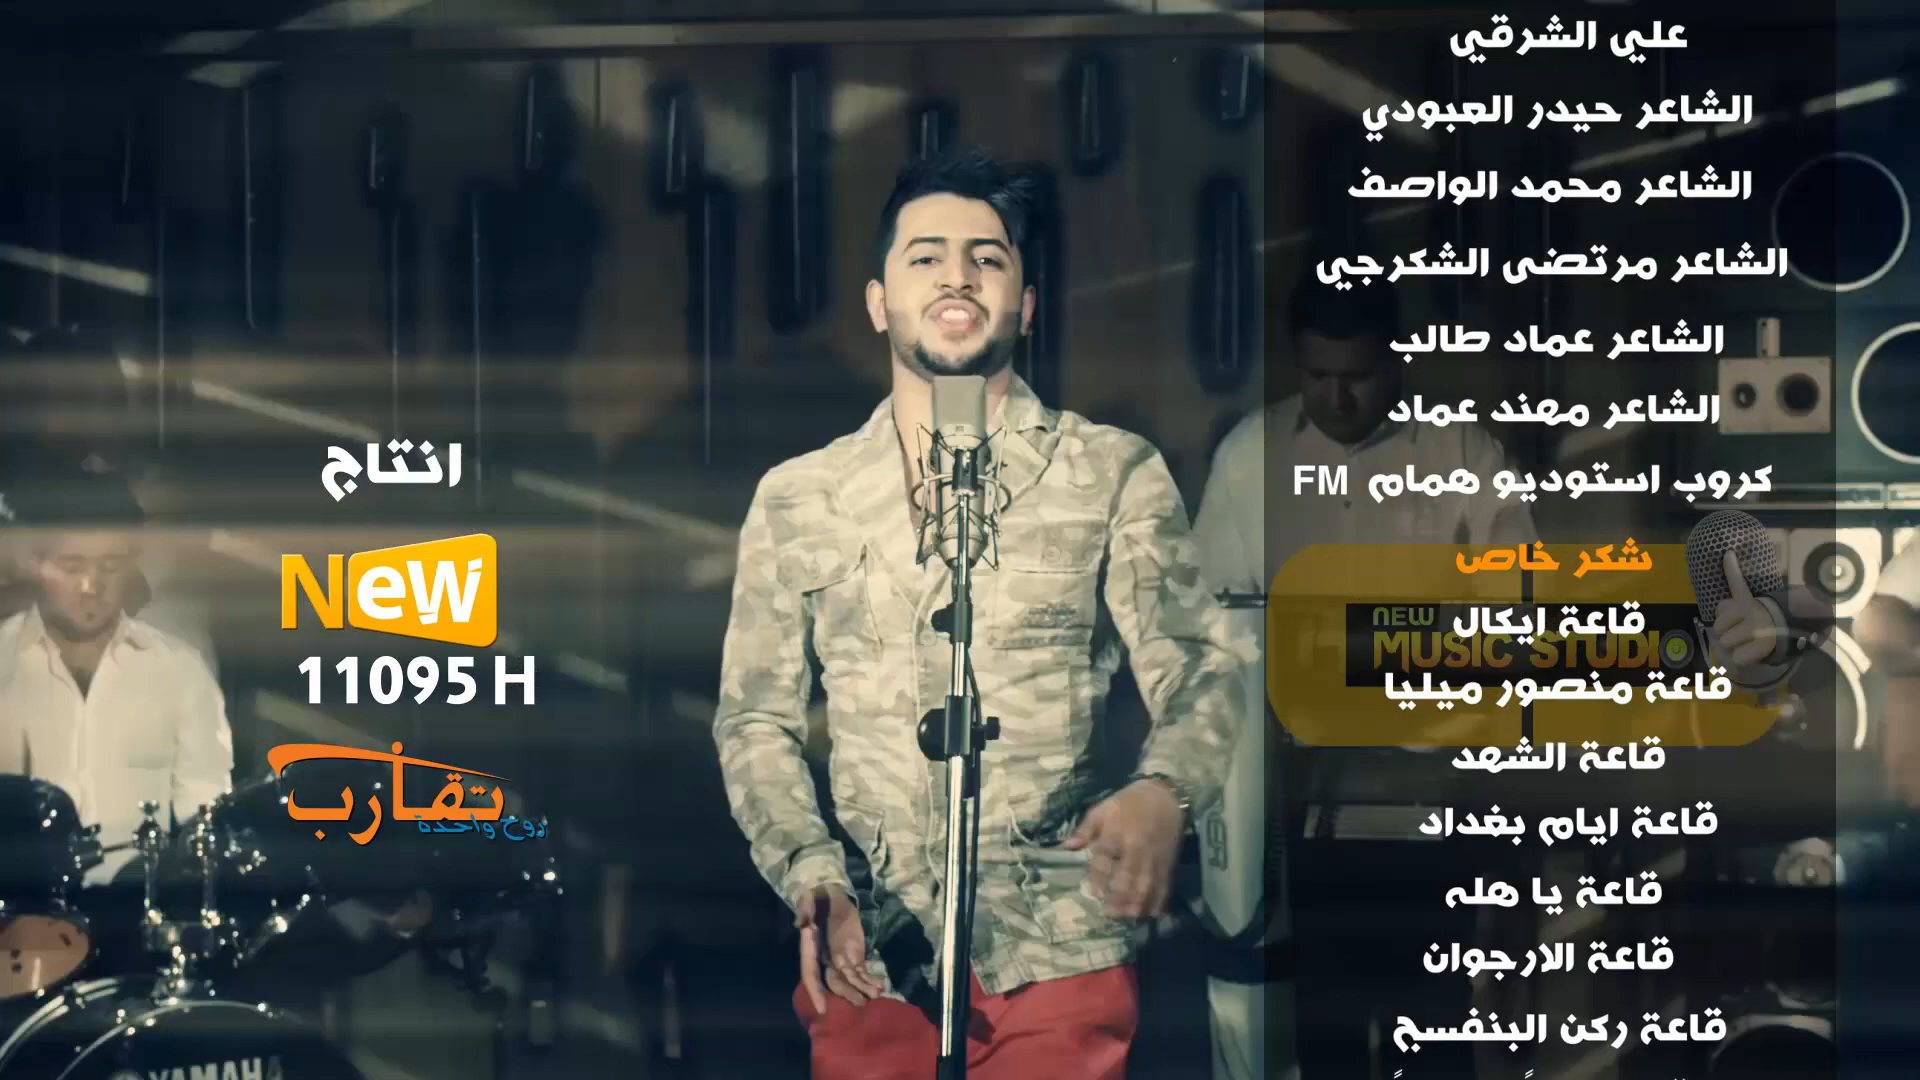 علي الشرقي
الشاعر حيدر العبودي
الشاعر محمد الواصف
الشاعر مرتضى الشكرجي
الشاعر عماد طالب
الشاعر مهند عماد
كروب استوديو همام FM
شكر خاص
قاعة ايكال
قاعة منصور ميليا
قاعة الشهد
قاعة ايام بغداد
قاعة يا هله
قاعة الارجوان
قاعة ركن البنفسج
NEW
MUSIC STUDIO
انتاج
New
11095 H
تقارب
روح واحدة
YAMAHA